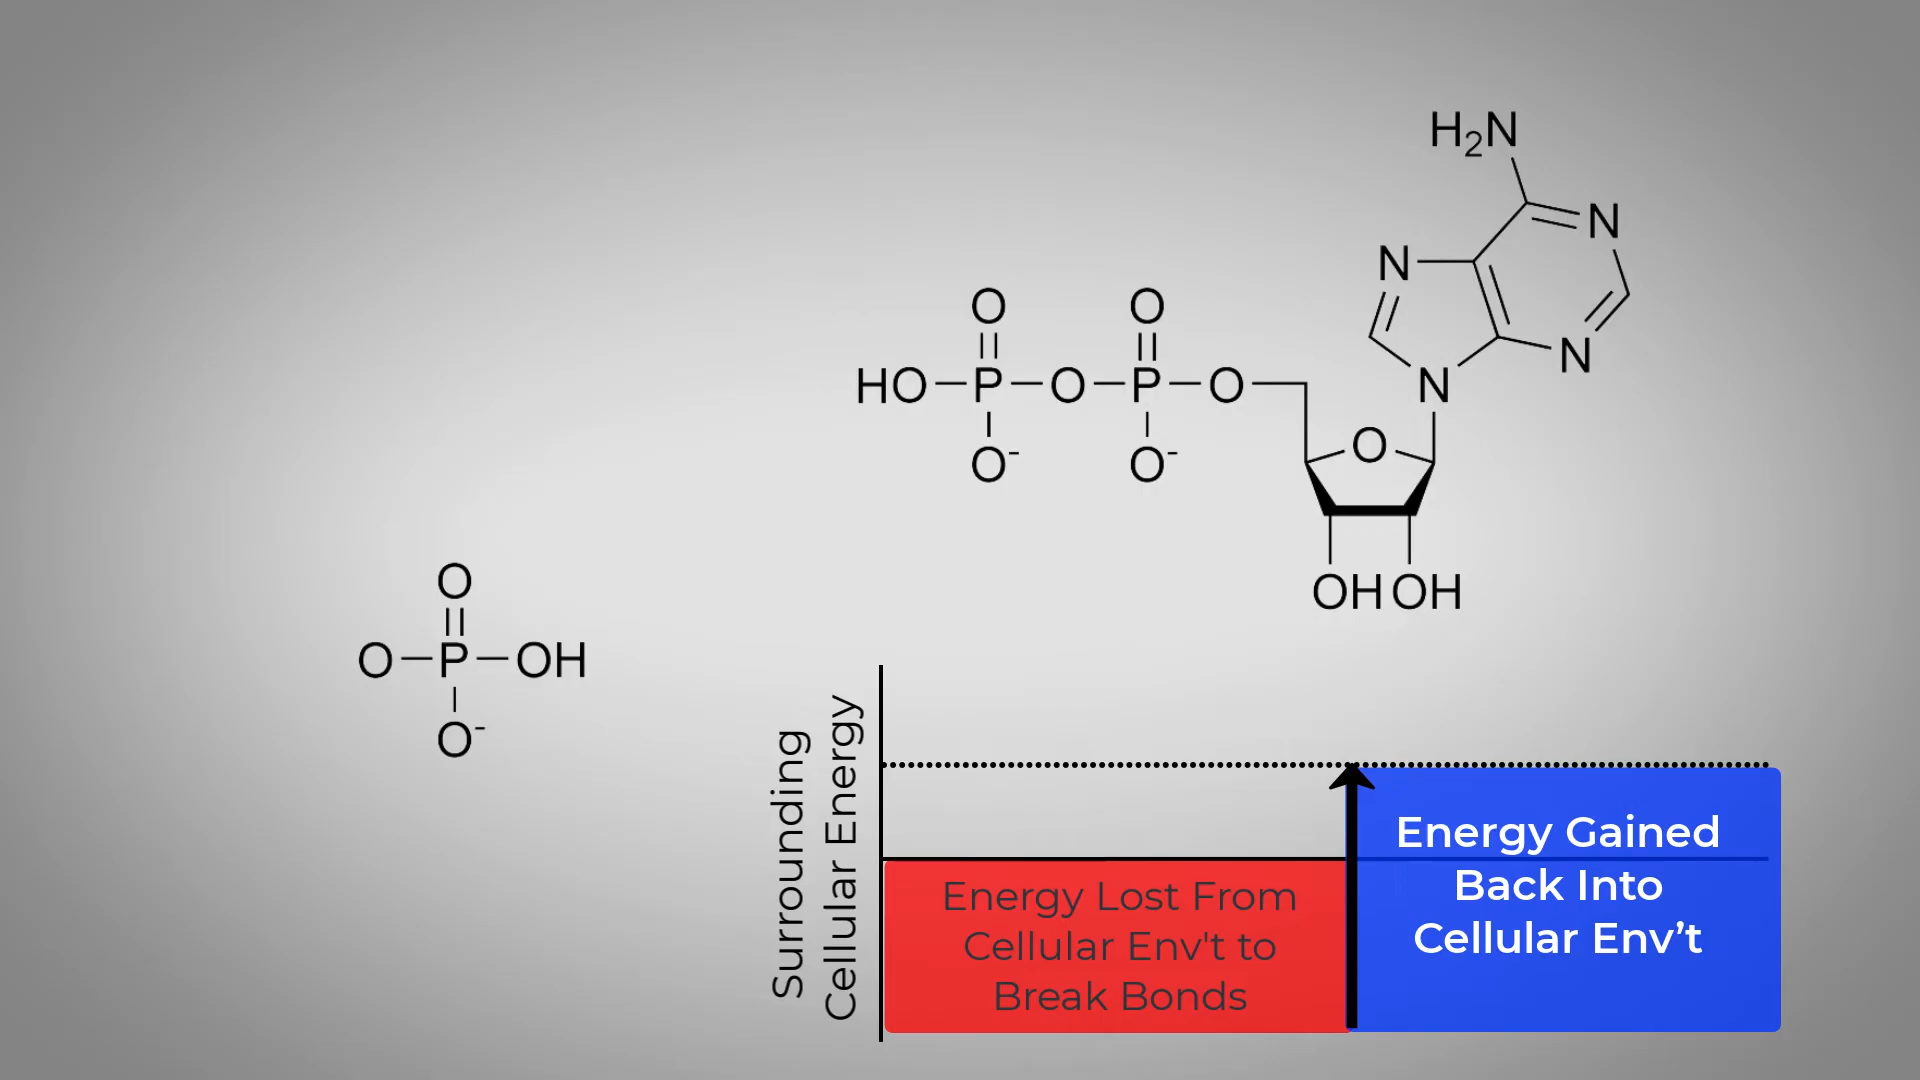 H₂N
N
N
O
O
HO
P
O
P
O
N
N
O
O⁻
O⁻
O
OH
OH
O
P
OH
O⁻
Surrounding
Cellular Energy
Energy Gained
Back Into
Cellular Env’t
Energy Lost From
Cellular Env't to
Break Bonds